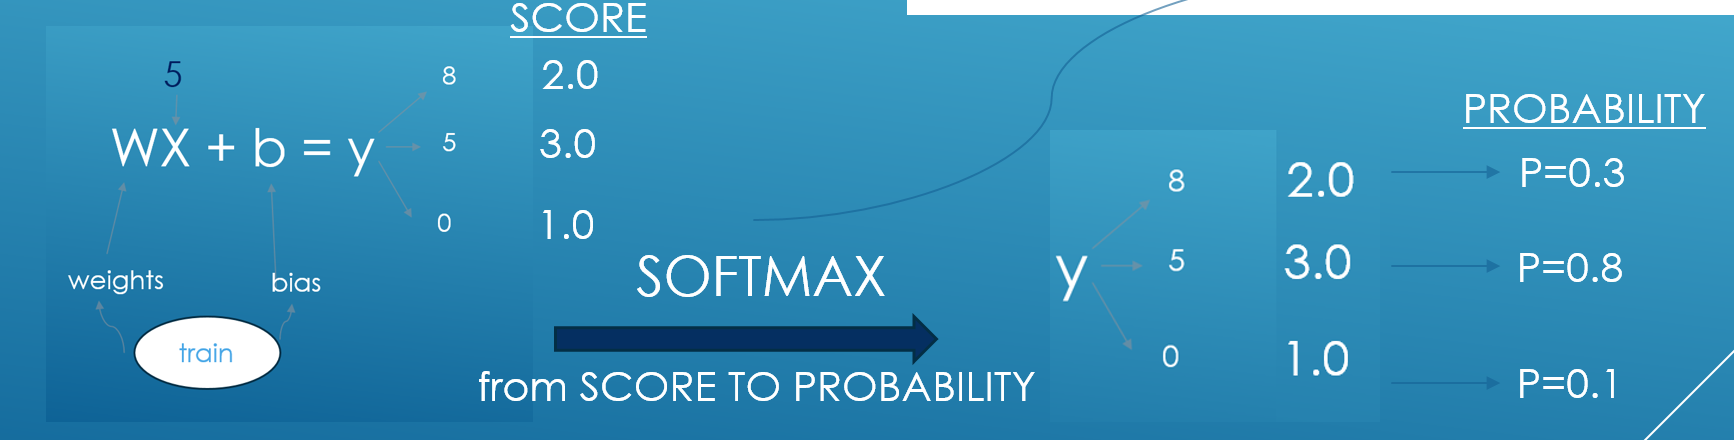 SCORE
5
8
2.0
WX + b = y
5
3.0
0
1.0
weights
bias
train
SOFTMAX
from SCORE TO PROBABILITY
PROBABILITY
8
2.0
P=0.3
y
5
3.0
P=0.8
0
1.0
P=0.1